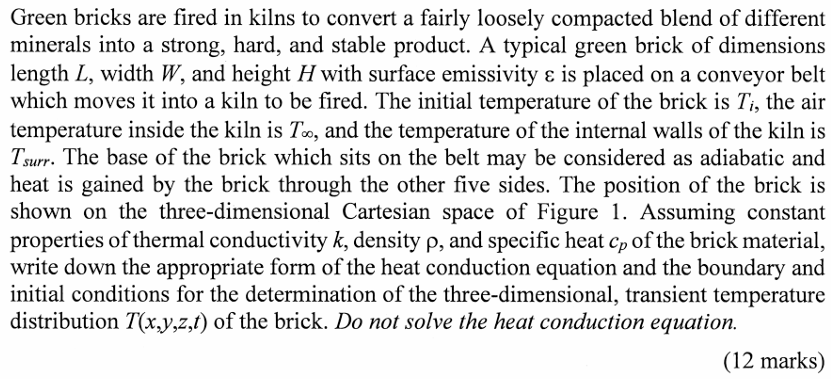 Green bricks are fired in kilns to convert a fairly loosely compacted blend of different
minerals into a strong, hard, and stable product. A typical green brick of dimensions
length L, width W, and height H with surface emissivity ε is placed on a conveyor belt
which moves it into a kiln to be fired. The initial temperature of the brick is Tᵢ, the air
temperature inside the kiln is T∞, and the temperature of the internal walls of the kiln is
Tsurr. The base of the brick which sits on the belt may be considered as adiabatic and
heat is gained by the brick through the other five sides. The position of the brick is
shown on the three-dimensional Cartesian space of Figure 1. Assuming constant
properties of thermal conductivity k, density ρ, and specific heat cp of the brick material,
write down the appropriate form of the heat conduction equation and the boundary and
initial conditions for the determination of the three-dimensional, transient temperature
distribution T(x,y,z,t) of the brick. Do not solve the heat conduction equation.
(12 marks)